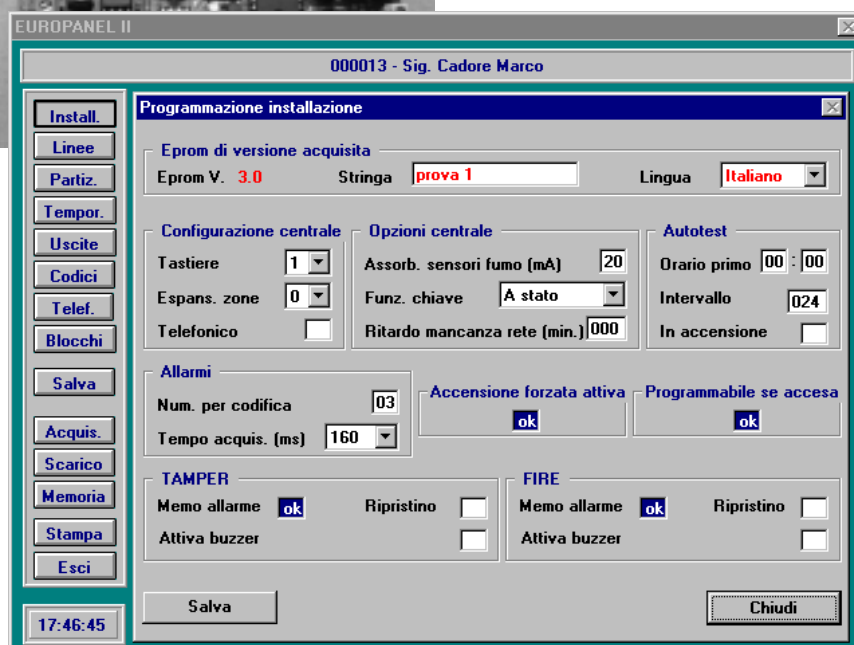 EUROPANEL II
000013 - Sig. Cadore Marco
Install.
Linee
Partiz.
Tempor.
Uscite
Codici
Telef.
Blocchi
Salva
Acquis.
Scarico
Memoria
Stampa
Esci
17:46:45
Programmazione installazione
Eprom di versione acquisita
Eprom V. 3.0 Stringa prova 1 Lingua Italiano
Configurazione centrale
Tastiere 1
Espans. zone 0
Telefonico
Opzioni centrale
Assorb. sensori fumo (mA) 20
Funz. chiave A stato
Ritardo mancanza rete (min.) 000
Autotest
Orario primo 00 : 00
Intervallo 024
In accensione
Allarmi
Num. per codifica 03
Tempo acquis. (ms) 160
Accensione forzata attiva
ok
Programmabile se accesa
ok
TAMPER
Memo allarme ok Ripristino
Attiva buzzer
FIRE
Memo allarme ok Ripristino
Attiva buzzer
Salva
Chiudi